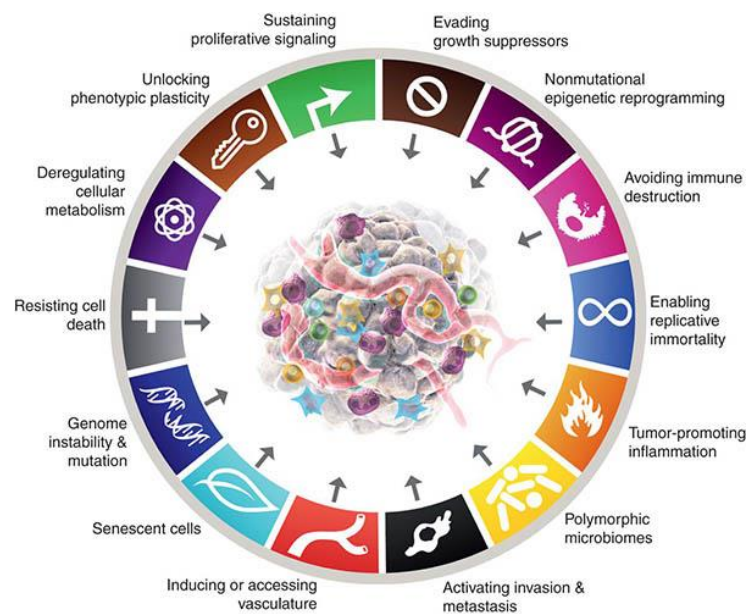 Sustaining
proliferative signaling
Evading
growth suppressors
Nonmutational
epigenetic reprogramming
Avoiding immune
destruction
Enabling
replicative
immortality
Tumor-promoting
inflammation
Polymorphic
microbiomes
Activating invasion &
metastasis
Inducing or accessing
vasculature
Senescent cells
Genome
instability &
mutation
Resisting cell
death
Deregulating
cellular
metabolism
Unlocking
phenotypic plasticity